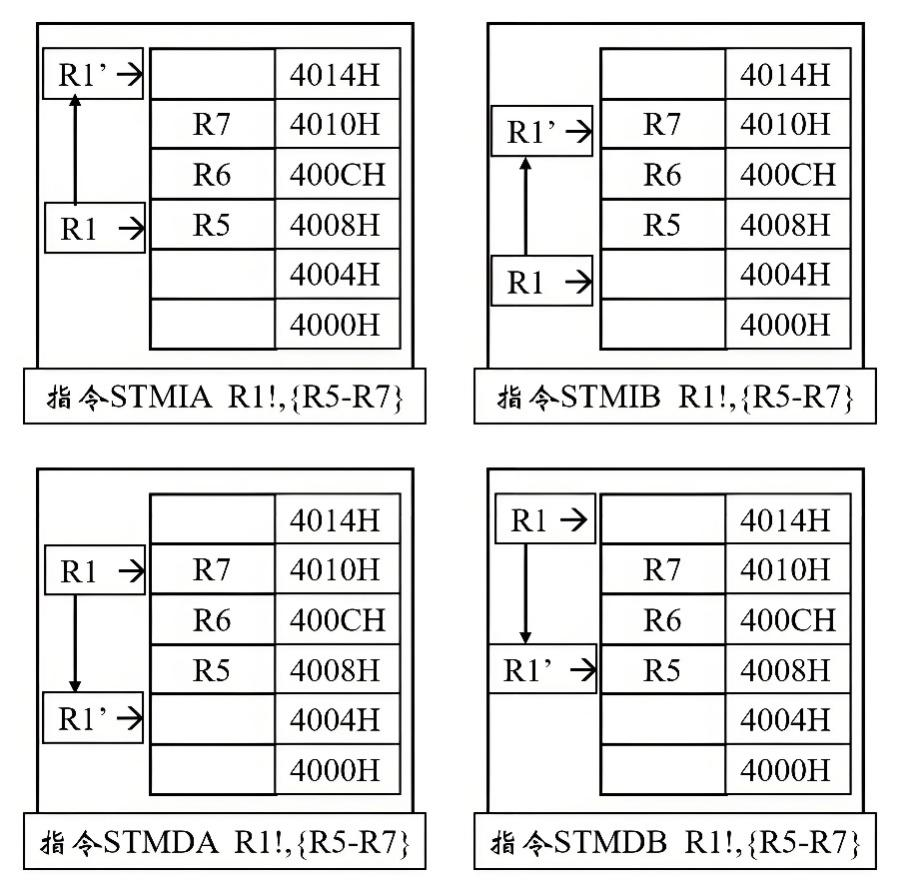 R1’ → 4014H
R7 4010H
R6 400CH
R1 → R5 4008H
4004H
4000H
指令STMIA R1!,{R5-R7}
4014H
R1’ → R7 4010H
R6 400CH
R5 4008H
R1 → 4004H
4000H
指令STMIB R1!,{R5-R7}
4014H
R1 → R7 4010H
R6 400CH
R5 4008H
R1’ → 4004H
4000H
指令STMDA R1!,{R5-R7}
R1 → 4014H
R7 4010H
R6 400CH
R1’ → R5 4008H
4004H
4000H
指令STMDB R1!,{R5-R7}